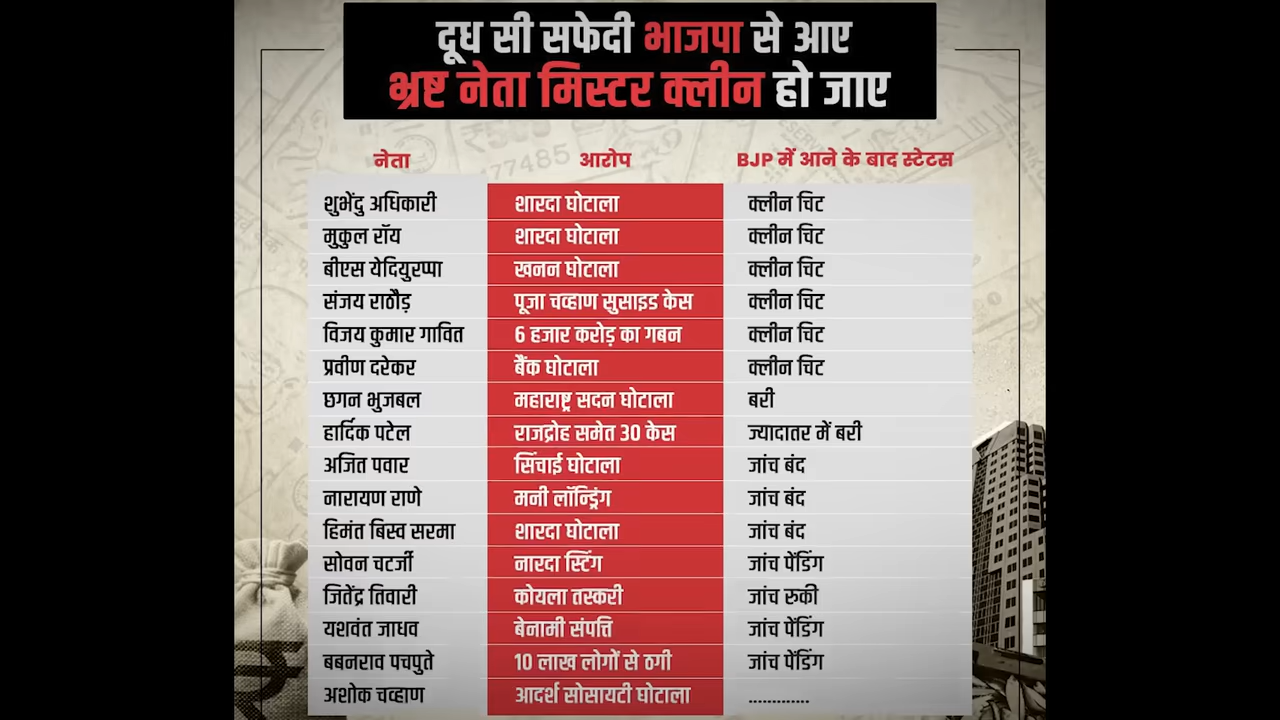 दूध सी सफेदी भाजपा से आए
भ्रष्ट नेता मिस्टर क्लीन हो जाए
नेता आरोप BJP में आने के बाद स्टेटस
शुभेंदु अधिकारी शारदा घोटाला क्लीन चिट
मुकुल रॉय शारदा घोटाला क्लीन चिट
बीएस येदियुरप्पा खनन घोटाला क्लीन चिट
संजय राठौड़ पूजा चव्हाण सुसाइड केस क्लीन चिट
विजय कुमार गावित 6 हजार करोड़ का गबन क्लीन चिट
प्रवीण दरेकर बैंक घोटाला क्लीन चिट
छगन भुजबल महाराष्ट्र सदन घोटाला बरी
हार्दिक पटेल राजद्रोह समेत 30 केस ज्यादातर में बरी
अजित पवार सिंचाई घोटाला जांच बंद
नारायण राणे मनी लॉन्ड्रिंग जांच बंद
हिमंत बिस्व सरमा शारदा घोटाला जांच बंद
सोवन चटर्जी नारदा स्टिंग जांच पेंडिंग
जितेंद्र तिवारी कोयला तस्करी जांच रुकी
यशवंत जाधव बेनामी संपत्ति जांच पेंडिंग
बबनराव पचपुते 10 लाख लोगों से ठगी जांच पेंडिंग
अशोक चव्हाण आदर्श सोसायटी घोटाला .............